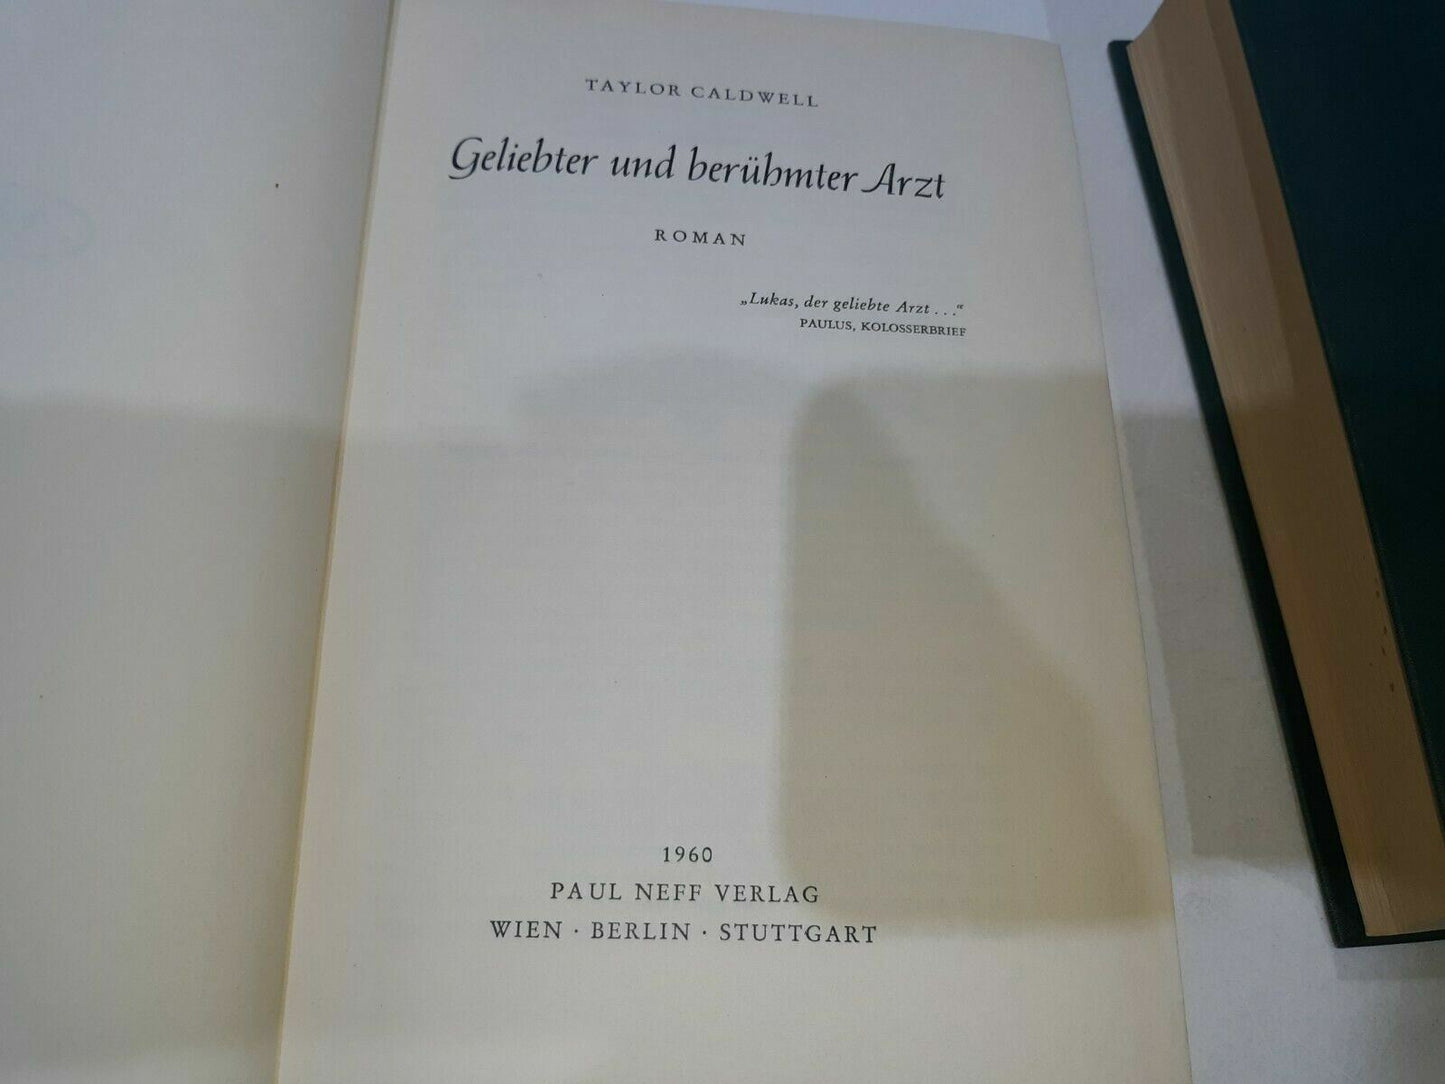 TAYLOR CALDWELL
Geliebter und berühmter Arzt
ROMAN
„Lukas, der geliebte Arzt . . .“
PAULUS, KOLOSSERBRIEF
1960
PAUL NEFF VERLAG
WIEN · BERLIN · STUTTGART